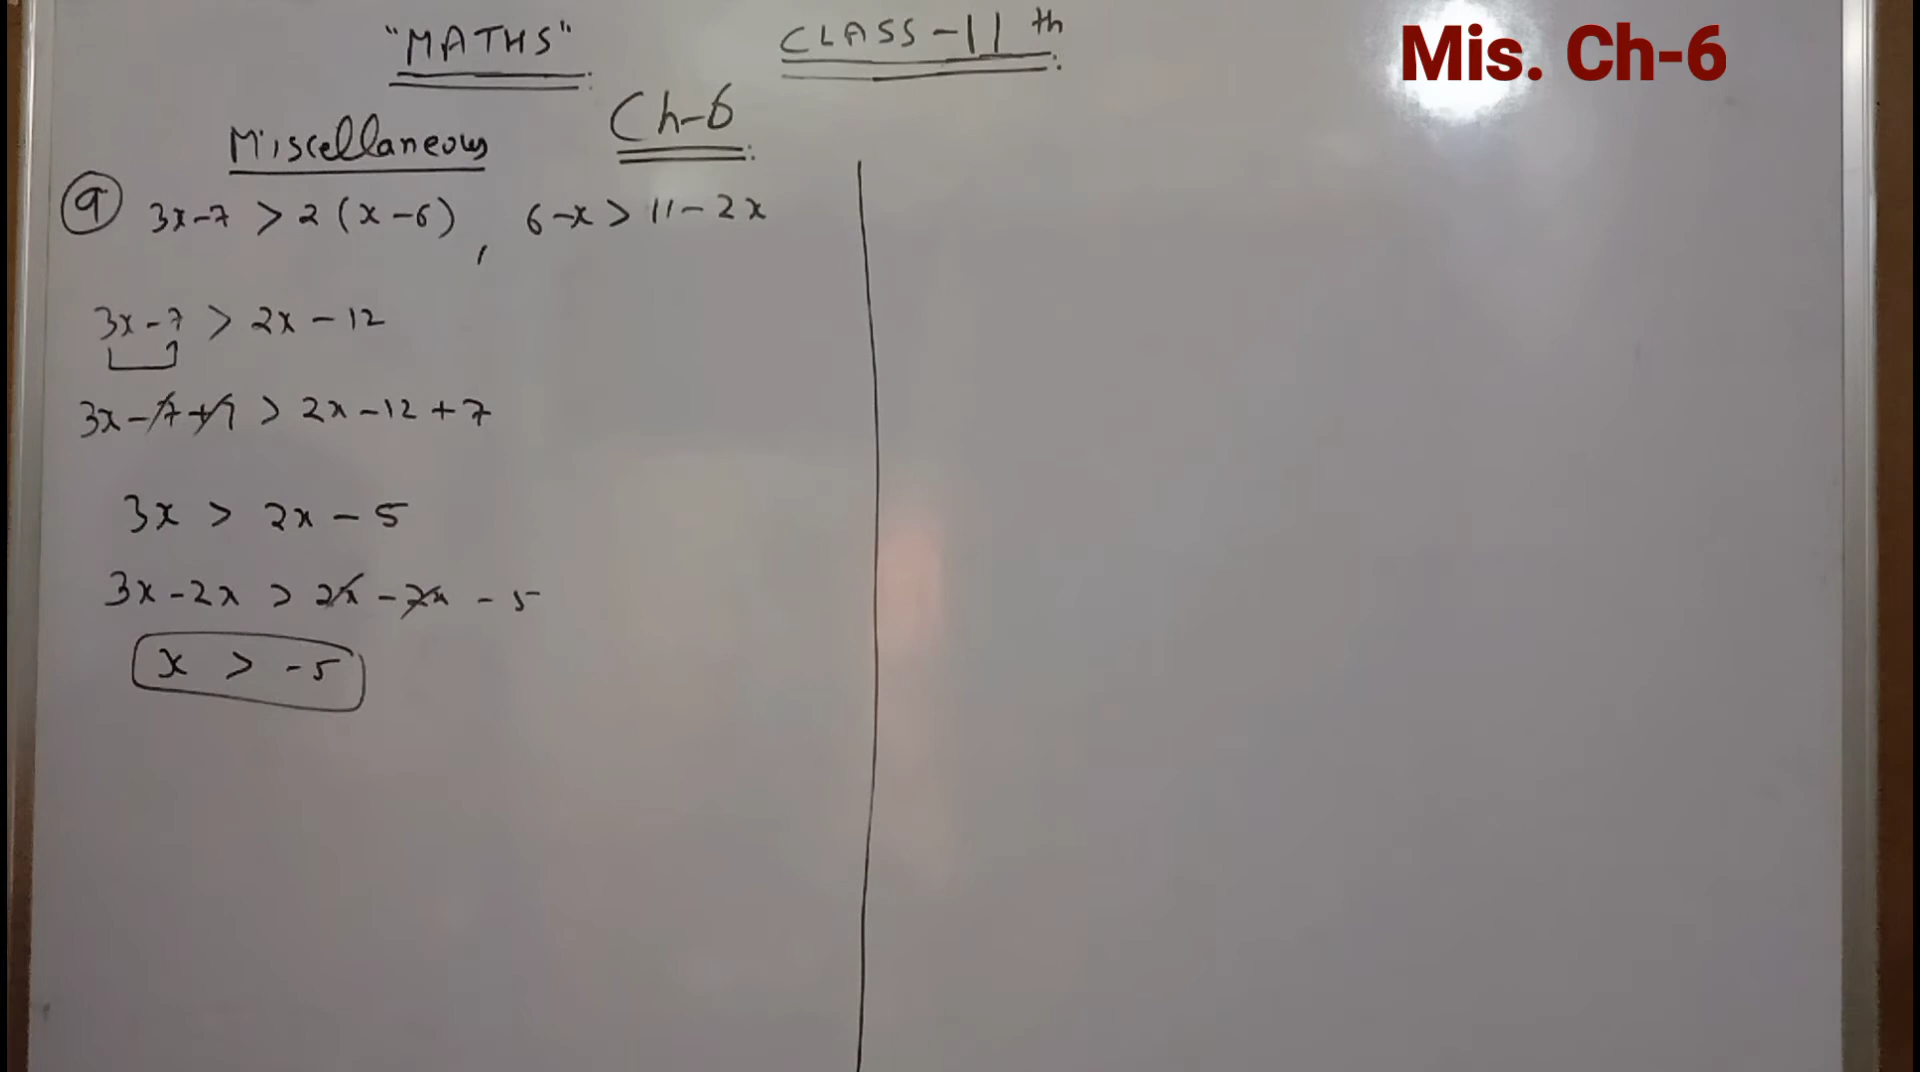 "MATHS" CLASS-11th
Mis. Ch-6
Miscellaneous Ch-6
9 3x-7 > 2(x-6), 6-x > 11-2x
3x-7 > 2x-12
3x-7+7 > 2x-12+7
3x > 2x-5
3x-2x > 2x-2x-5
x > -5